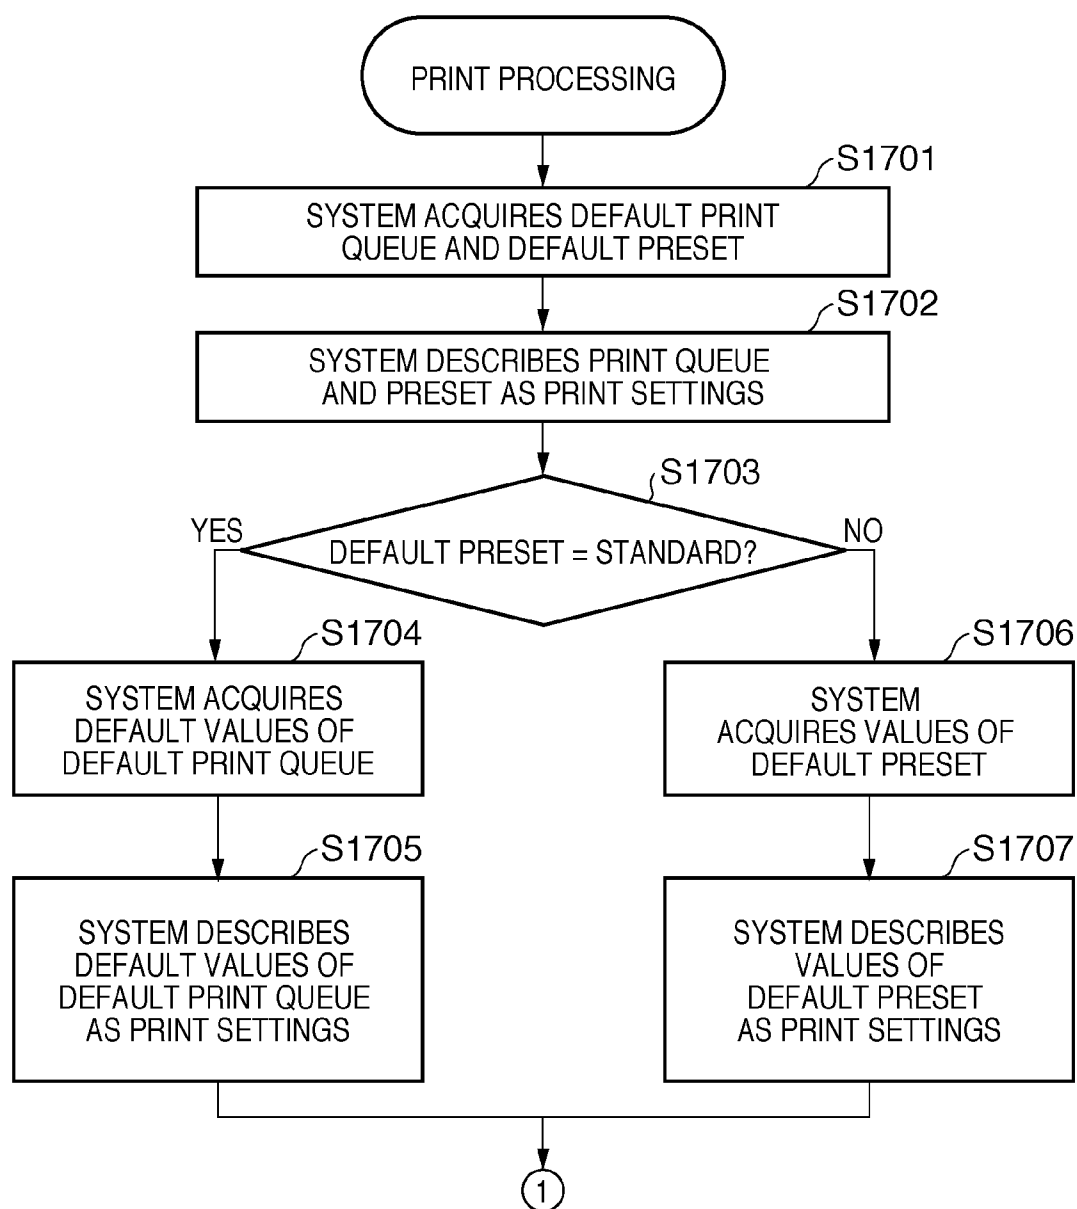 PRINT PROCESSING
S1701
SYSTEM ACQUIRES DEFAULT PRINT
QUEUE AND DEFAULT PRESET
S1702
SYSTEM DESCRIBES PRINT QUEUE
AND PRESET AS PRINT SETTINGS
S1703
YES
DEFAULT PRESET = STANDARD?
NO
S1704
SYSTEM ACQUIRES
DEFAULT VALUES OF
DEFAULT PRINT QUEUE
S1706
SYSTEM
ACQUIRES VALUES OF
DEFAULT PRESET
S1705
SYSTEM DESCRIBES
DEFAULT VALUES OF
DEFAULT PRINT QUEUE
AS PRINT SETTINGS
S1707
SYSTEM DESCRIBES
VALUES OF
DEFAULT PRESET
AS PRINT SETTINGS
1